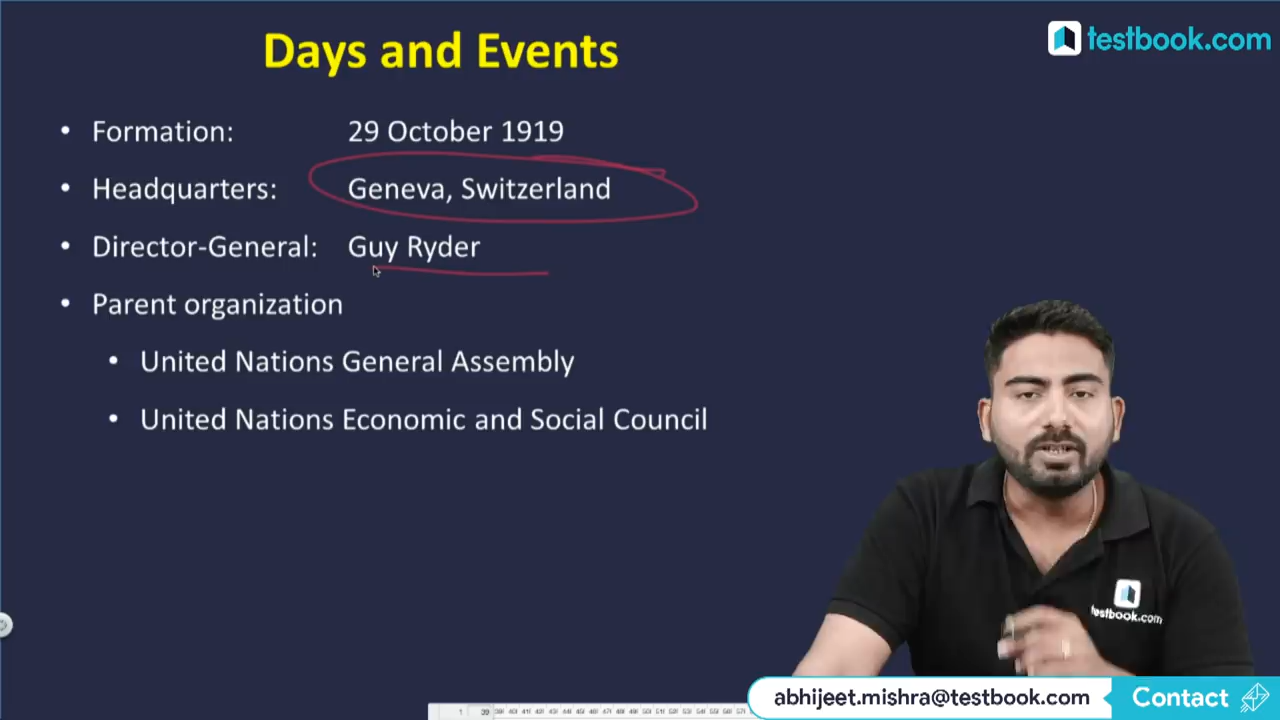 Days and Events
testbook.com
• Formation: 29 October 1919
• Headquarters: Geneva, Switzerland
• Director-General: Guy Ryder
• Parent organization
• United Nations General Assembly
• United Nations Economic and Social Council
testbook.com
abhijeet.mishra@testbook.com Contact